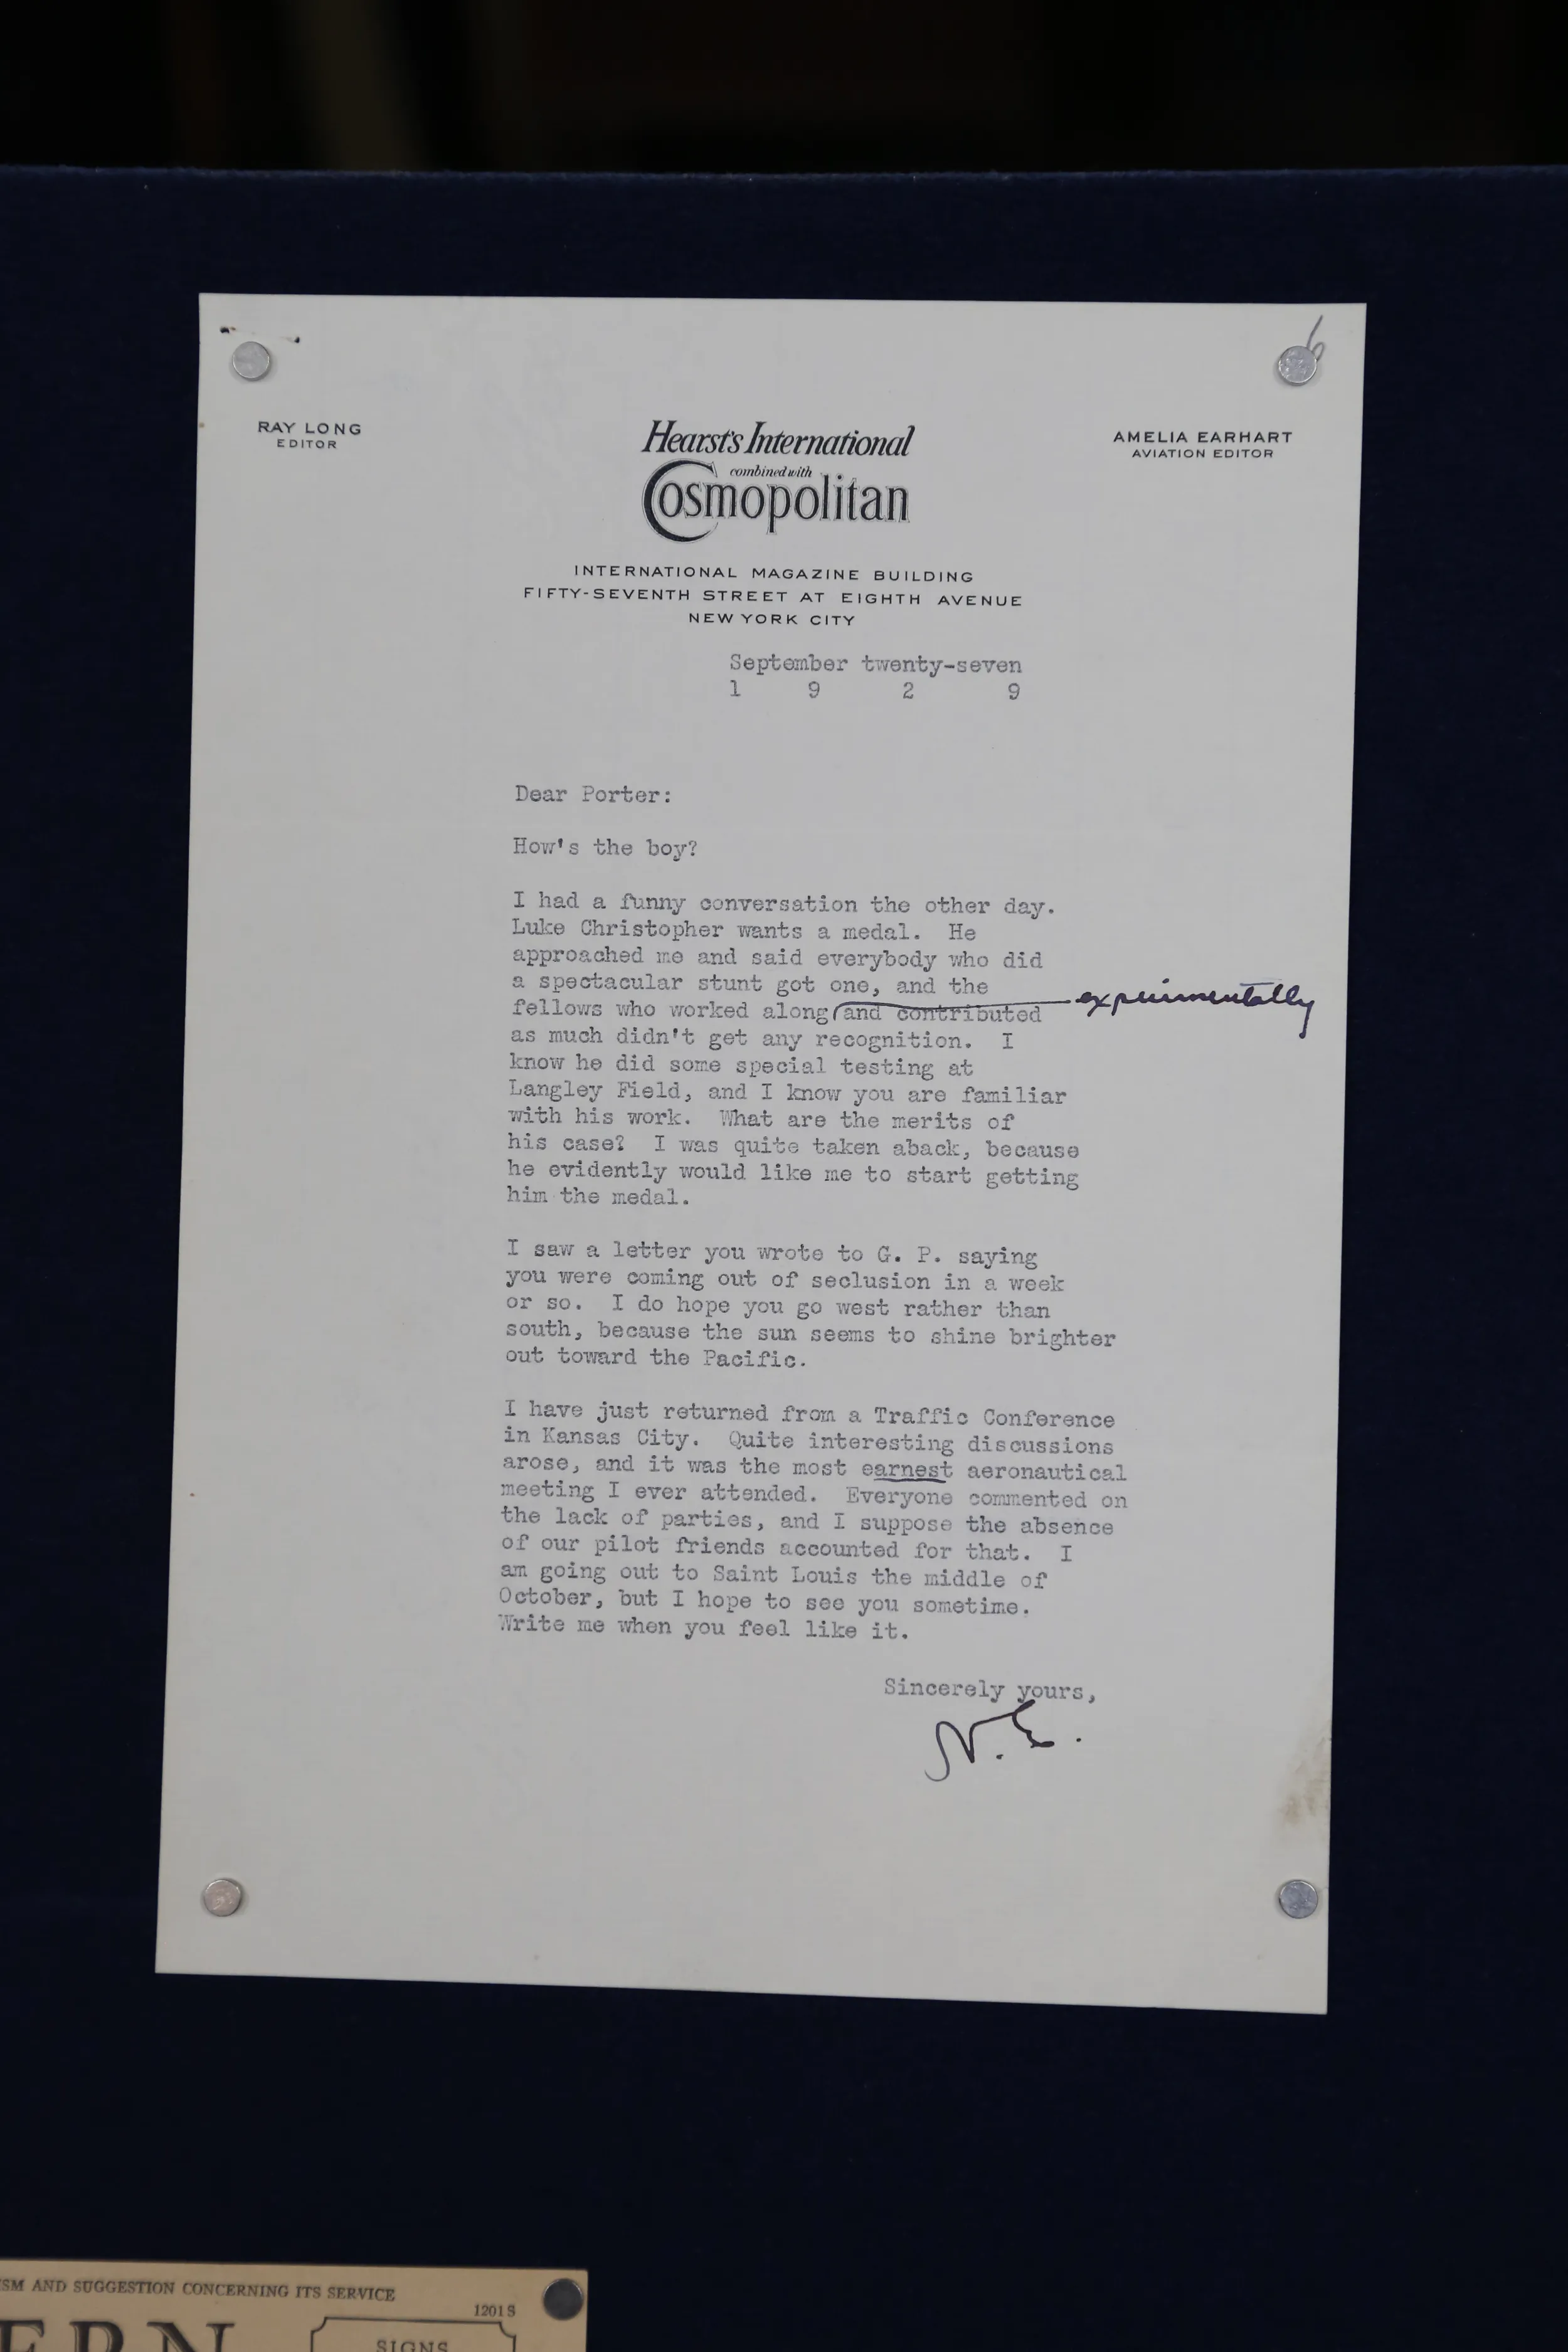 6
RAY LONG
EDITOR
Hearst's International
combined with
Cosmopolitan
AMELIA EARHART
AVIATION EDITOR
INTERNATIONAL MAGAZINE BUILDING
FIFTY-SEVENTH STREET AT EIGHTH AVENUE
NEW YORK CITY
September twenty-seven
1 9 2 9
Dear Porter:
How's the boy?
I had a funny conversation the other day.
Luke Christopher wants a medal. He
approached me and said everybody who did
a spectacular stunt got one, and the
experimentally
fellows who worked along and contributed
as much didn't get any recognition. I
know he did some special testing at
Langley Field, and I know you are familiar
with his work. What are the merits of
his case? I was quite taken aback, because
he evidently would like me to start getting
him the medal.
I saw a letter you wrote to G. P. saying
you were coming out of seclusion in a week
or so. I do hope you go west rather than
south, because the sun seems to shine brighter
out toward the Pacific.
I have just returned from a Traffic Conference
in Kansas City. Quite interesting discussions
arose, and it was the most earnest aeronautical
meeting I ever attended. Everyone commented on
the lack of parties, and I suppose the absence
of our pilot friends accounted for that. I
am going out to Saint Louis the middle of
October, but I hope to see you sometime.
Write me when you feel like it.
Sincerely yours,
AND SUGGESTION CONCERNING ITS SERVICE
1201S
SIGNS